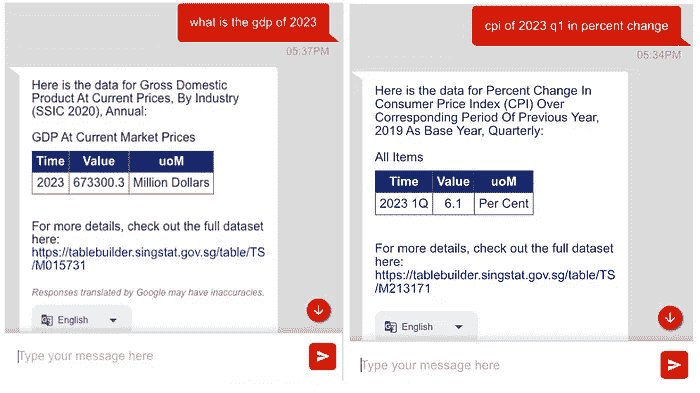 what is the gdp of 2023
05:37PM
Here is the data for Gross Domestic
Product At Current Prices, By Industry
(SSIC 2020), Annual:
GDP At Current Market Prices
Time Value uoM
2023 673300.3 Million Dollars
For more details, check out the full dataset
here:
https://tablebuilder.singstat.gov.sg/table/TS
/M015731
Responses translated by Google may have inaccuracies.
English
Type your message here
cpi of 2023 q1 in percent change
05:34PM
Here is the data for Percent Change In
Consumer Price Index (CPI) Over
Corresponding Period Of Previous Year,
2019 As Base Year, Quarterly:
All Items
Time Value uoM
2023 1Q 6.1 Per Cent
For more details, check out the full dataset
here:
https://tablebuilder.singstat.gov.sg/table/TS
/M213171
English
Type your message here